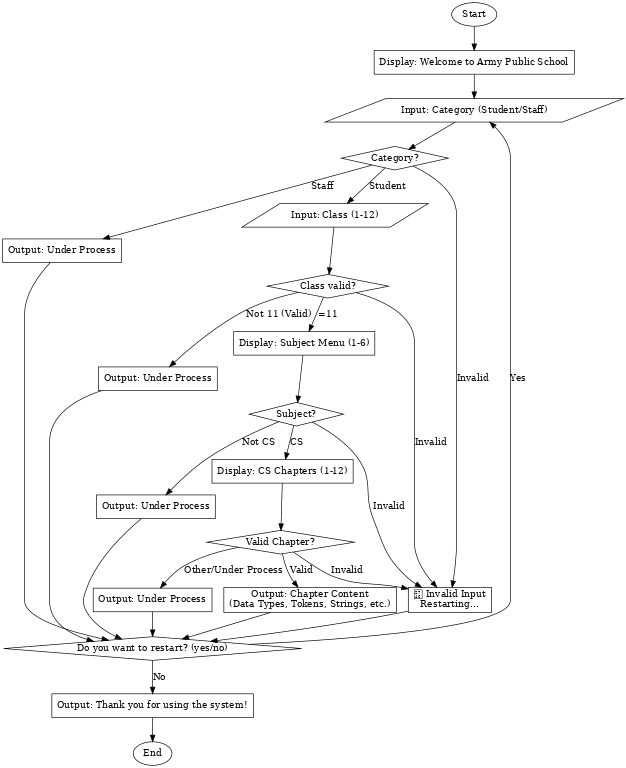 Start
Display: Welcome to Army Public School
Input: Category (Student/Staff)
Category?
Staff
Student
Input: Class (1-12)
Output: Under Process
Class valid?
Not 11 (Valid)
=11
Display: Subject Menu (1-6)
Output: Under Process
Invalid
Yes
Subject?
Not CS
CS
Invalid
Display: CS Chapters (1-12)
Output: Under Process
Invalid
Valid Chapter?
Other/Under Process
Valid
Invalid
Output: Under Process
Output: Chapter Content
(Data Types, Tokens, Strings, etc.)
Invalid Input
Restarting...
Do you want to restart? (yes/no)
No
Output: Thank you for using the system!
End